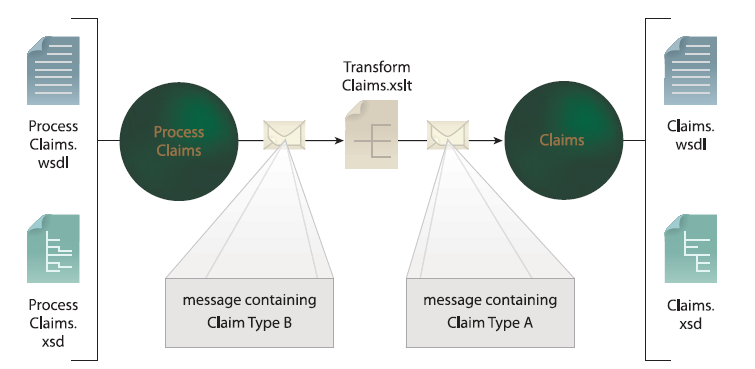 Process
Claims.
wsdl
Process
Claims.
xsd
Process
Claims
Transform
Claims.xslt
message containing
Claim Type B
message containing
Claim Type A
Claims
Claims.
wsdl
Claims.
xsd